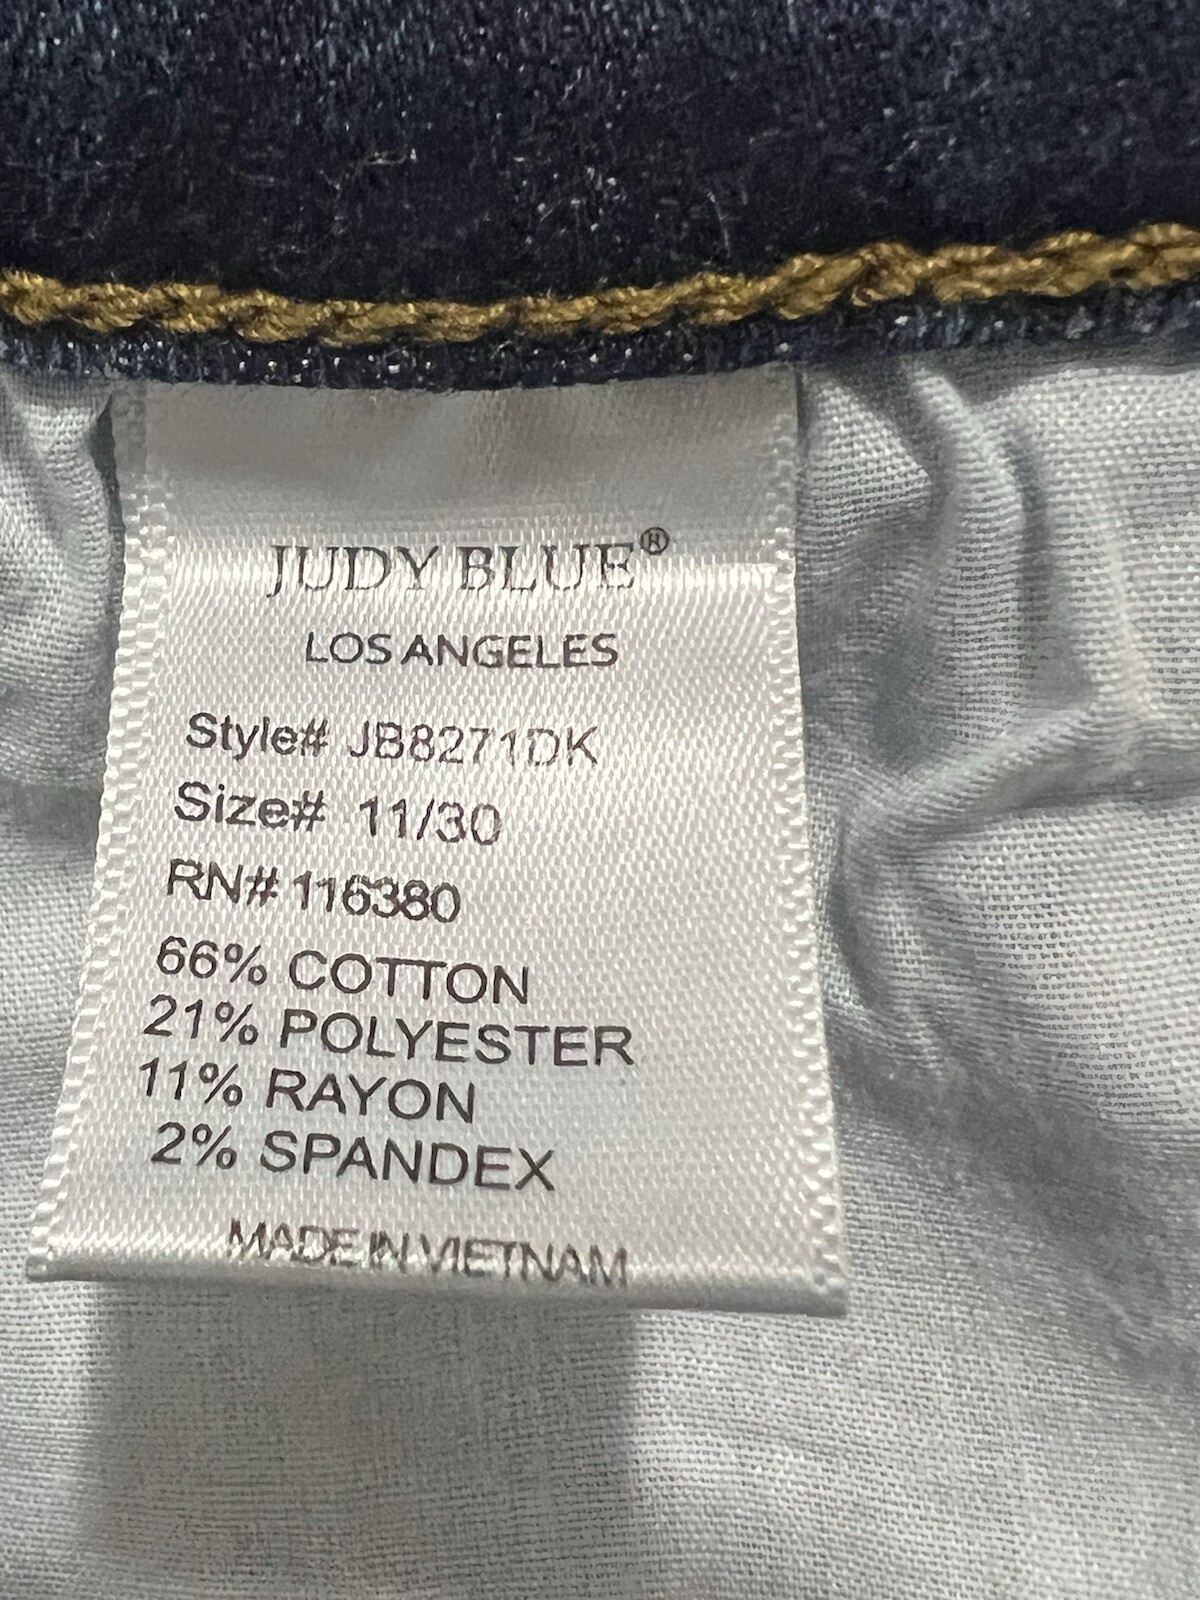 JUDY BLUE®
LOS ANGELES
Style# JB8271DK
Size# 11/30
RN# 116380
66% COTTON
21% POLYESTER
11% RAYON
2% SPANDEX
MADE IN VIETNAM